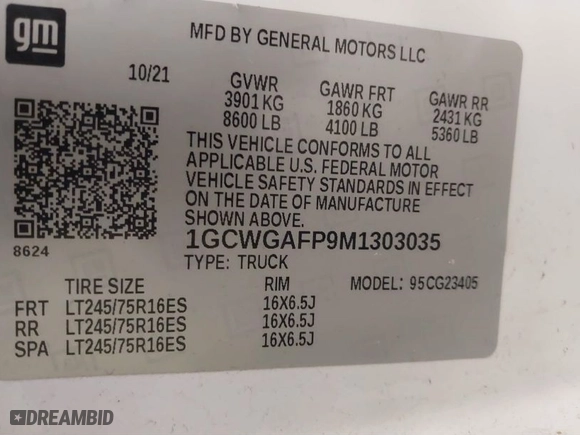 gm
MFD BY GENERAL MOTORS LLC
10/21
GVWR GAWR FRT GAWR RR
3901 KG 1860 KG 2431 KG
8600 LB 4100 LB 5360 LB
THIS VEHICLE CONFORMS TO ALL
APPLICABLE U.S. FEDERAL MOTOR
VEHICLE SAFETY STANDARDS IN EFFECT
ON THE DATE OF MANUFACTURE
SHOWN ABOVE.
8624
1GCWGAFP9M1303035
TYPE: TRUCK MODEL: 95CG23405
TIRE SIZE RIM
FRT LT245/75R16ES 16X6.5J
RR LT245/75R16ES 16X6.5J
SPA LT245/75R16ES 16X6.5J
DREAMBID